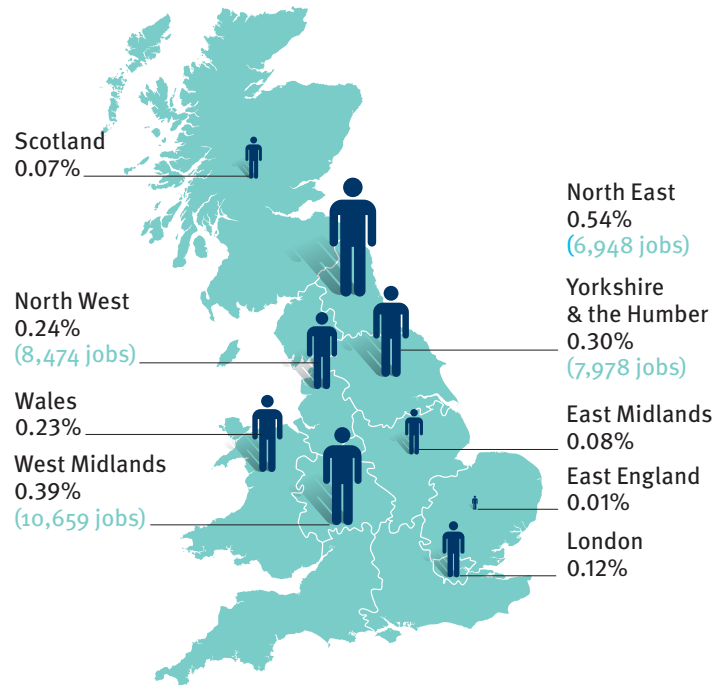 Scotland
0.07%
North East
0.54%
(6,948 jobs)
North West
0.24%
(8,474 jobs)
Yorkshire
& the Humber
0.30%
(7,978 jobs)
Wales
0.23%
East Midlands
0.08%
West Midlands
0.39%
(10,659 jobs)
East England
0.01%
London
0.12%